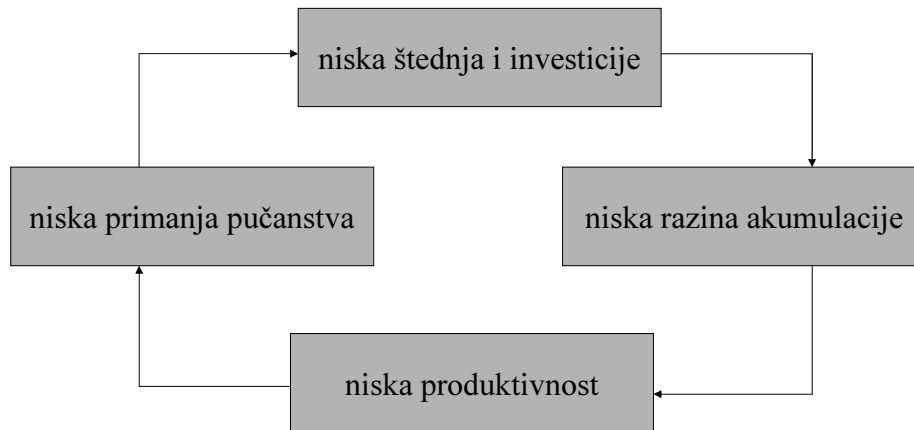 niska štednja i investicije
niska primanja pučanstva
niska razina akumulacije
niska produktivnost